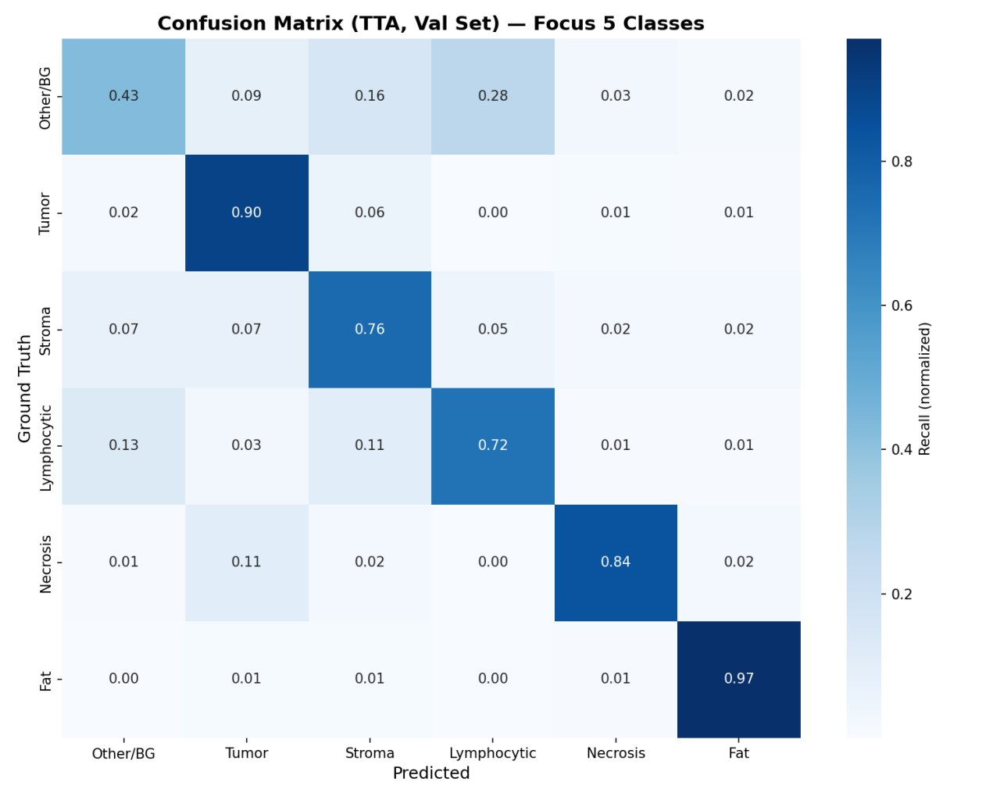 Confusion Matrix (TTA, Val Set) — Focus 5 Classes
Ground Truth
Other/BG 0.43 0.09 0.16 0.28 0.03 0.02
Tumor 0.02 0.90 0.06 0.00 0.01 0.01
Stroma 0.07 0.07 0.76 0.05 0.02 0.02
Lymphocytic 0.13 0.03 0.11 0.72 0.01 0.01
Necrosis 0.01 0.11 0.02 0.00 0.84 0.02
Fat 0.00 0.01 0.01 0.00 0.01 0.97
Other/BG Tumor Stroma Lymphocytic Necrosis Fat
Predicted
0.8
0.6
0.4
0.2
Recall (normalized)